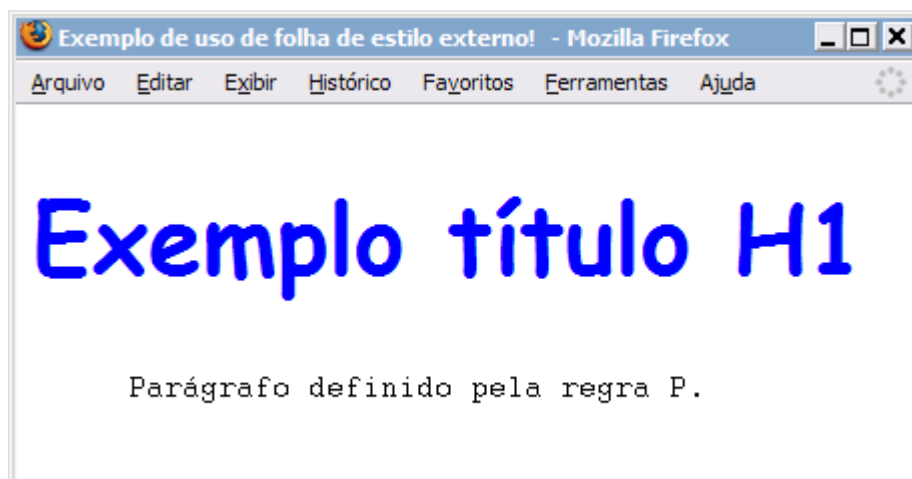 Exemplo de uso de folha de estilo externo! - Mozilla Firefox
Arquivo Editar Exibir Histórico Favoritos Ferramentas Ajuda
Exemplo título H1
Parágrafo definido pela regra P.